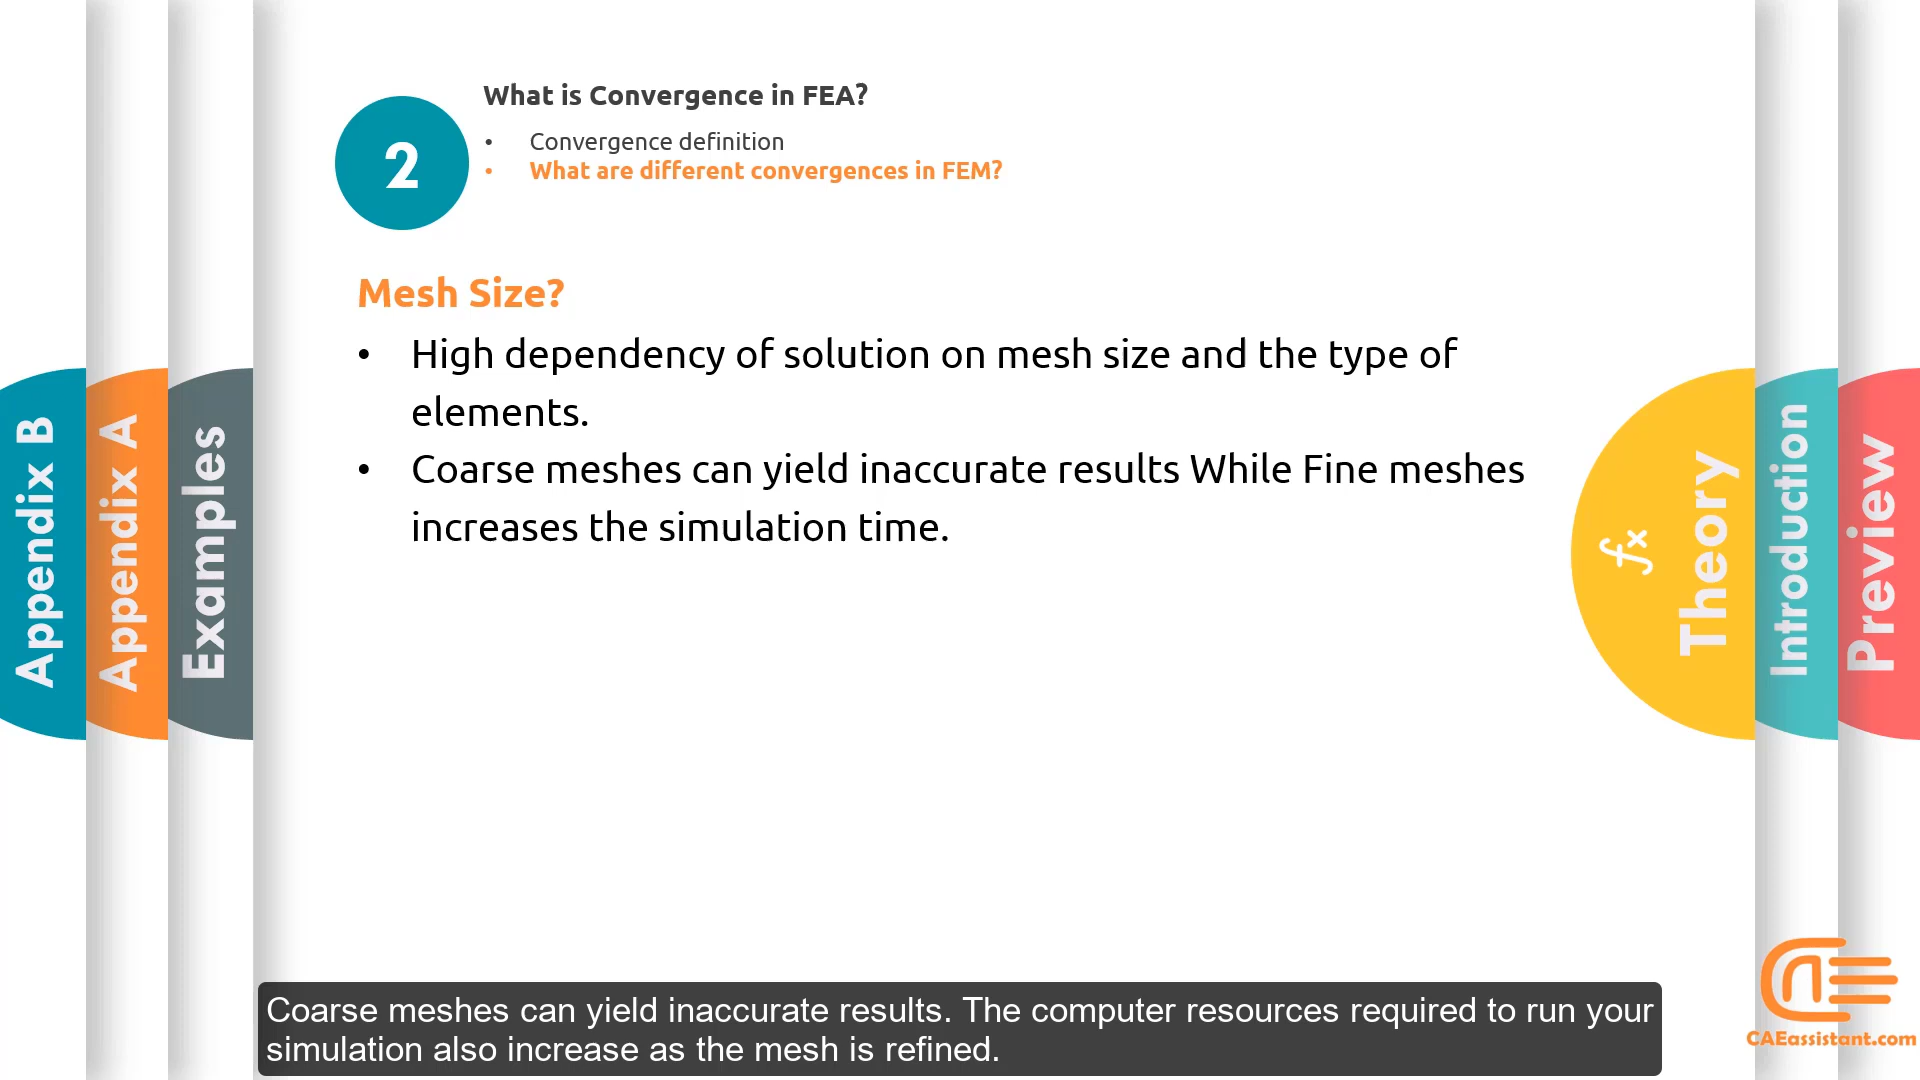 What is Convergence in FEA?
2
• Convergence definition
• What are different convergences in FEM?
Mesh Size?
• High dependency of solution on mesh size and the type of
elements.
• Coarse meshes can yield inaccurate results While Fine meshes
increases the simulation time.
Appendix B
Appendix A
Examples
fx
Theory
Introduction
Preview
Coarse meshes can yield inaccurate results. The computer resources required to run your
simulation also increase as the mesh is refined.
CAEassistant.com